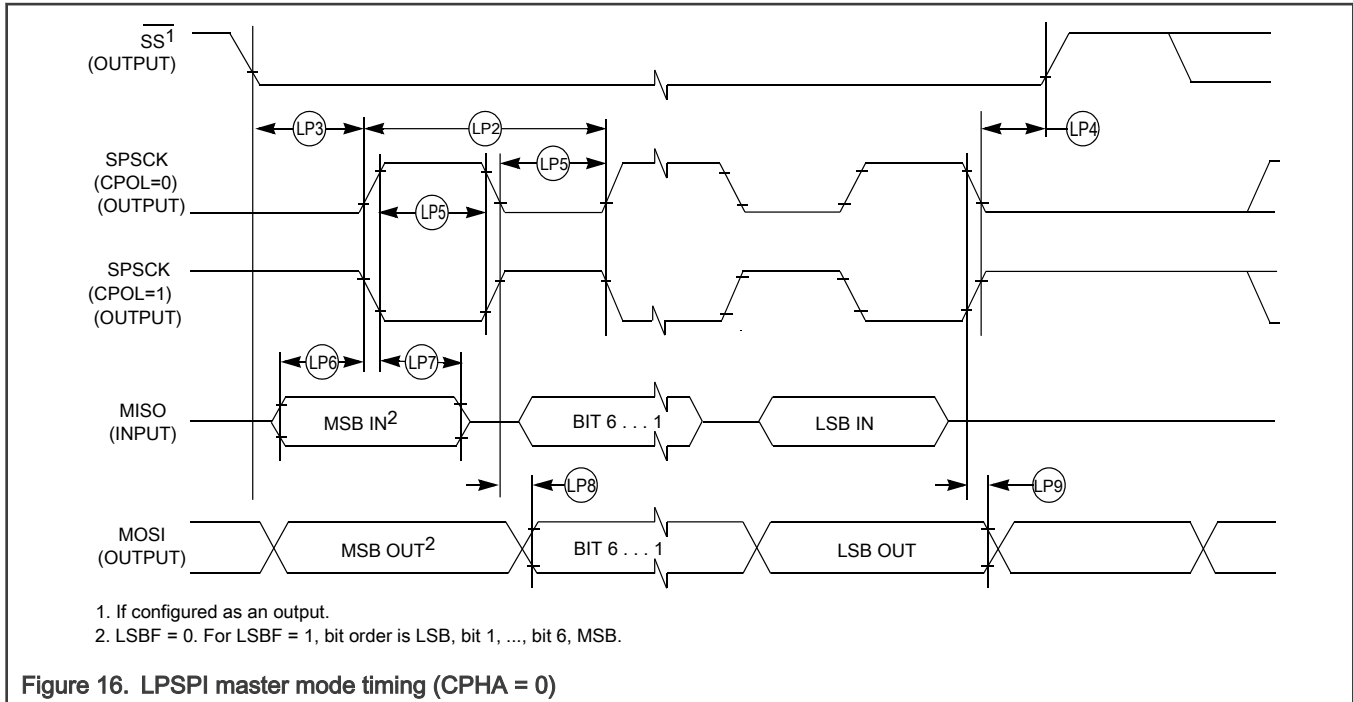 SS1
(OUTPUT)
LP3
LP2
LP4
SPSCK
(CPOL=0)
(OUTPUT)
LP5
LP5
SPSCK
(CPOL=1)
(OUTPUT)
LP6
LP7
MISO
(INPUT)
MSB IN2
BIT 6 . . . 1
LSB IN
LP8
LP9
MOSI
(OUTPUT)
MSB OUT2
BIT 6 . . . 1
LSB OUT
1. If configured as an output.
2. LSBF = 0. For LSBF = 1, bit order is LSB, bit 1, ..., bit 6, MSB.
Figure 16. LPSPI master mode timing (CPHA = 0)